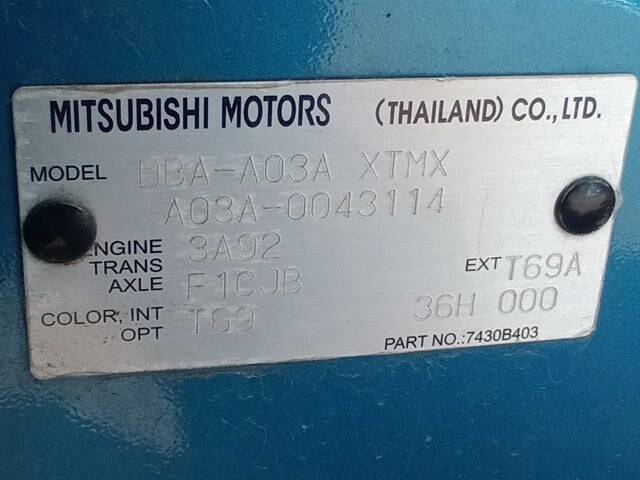 MITSUBISHI MOTORS (THAILAND) CO., LTD.
MODEL DBA-A03A XTMX
A03A-0043114
ENGINE 3A92
TRANS AXLE F1CJB EXT T69A
COLOR, INT OPT T69 36H 000
PART NO.:7430B403